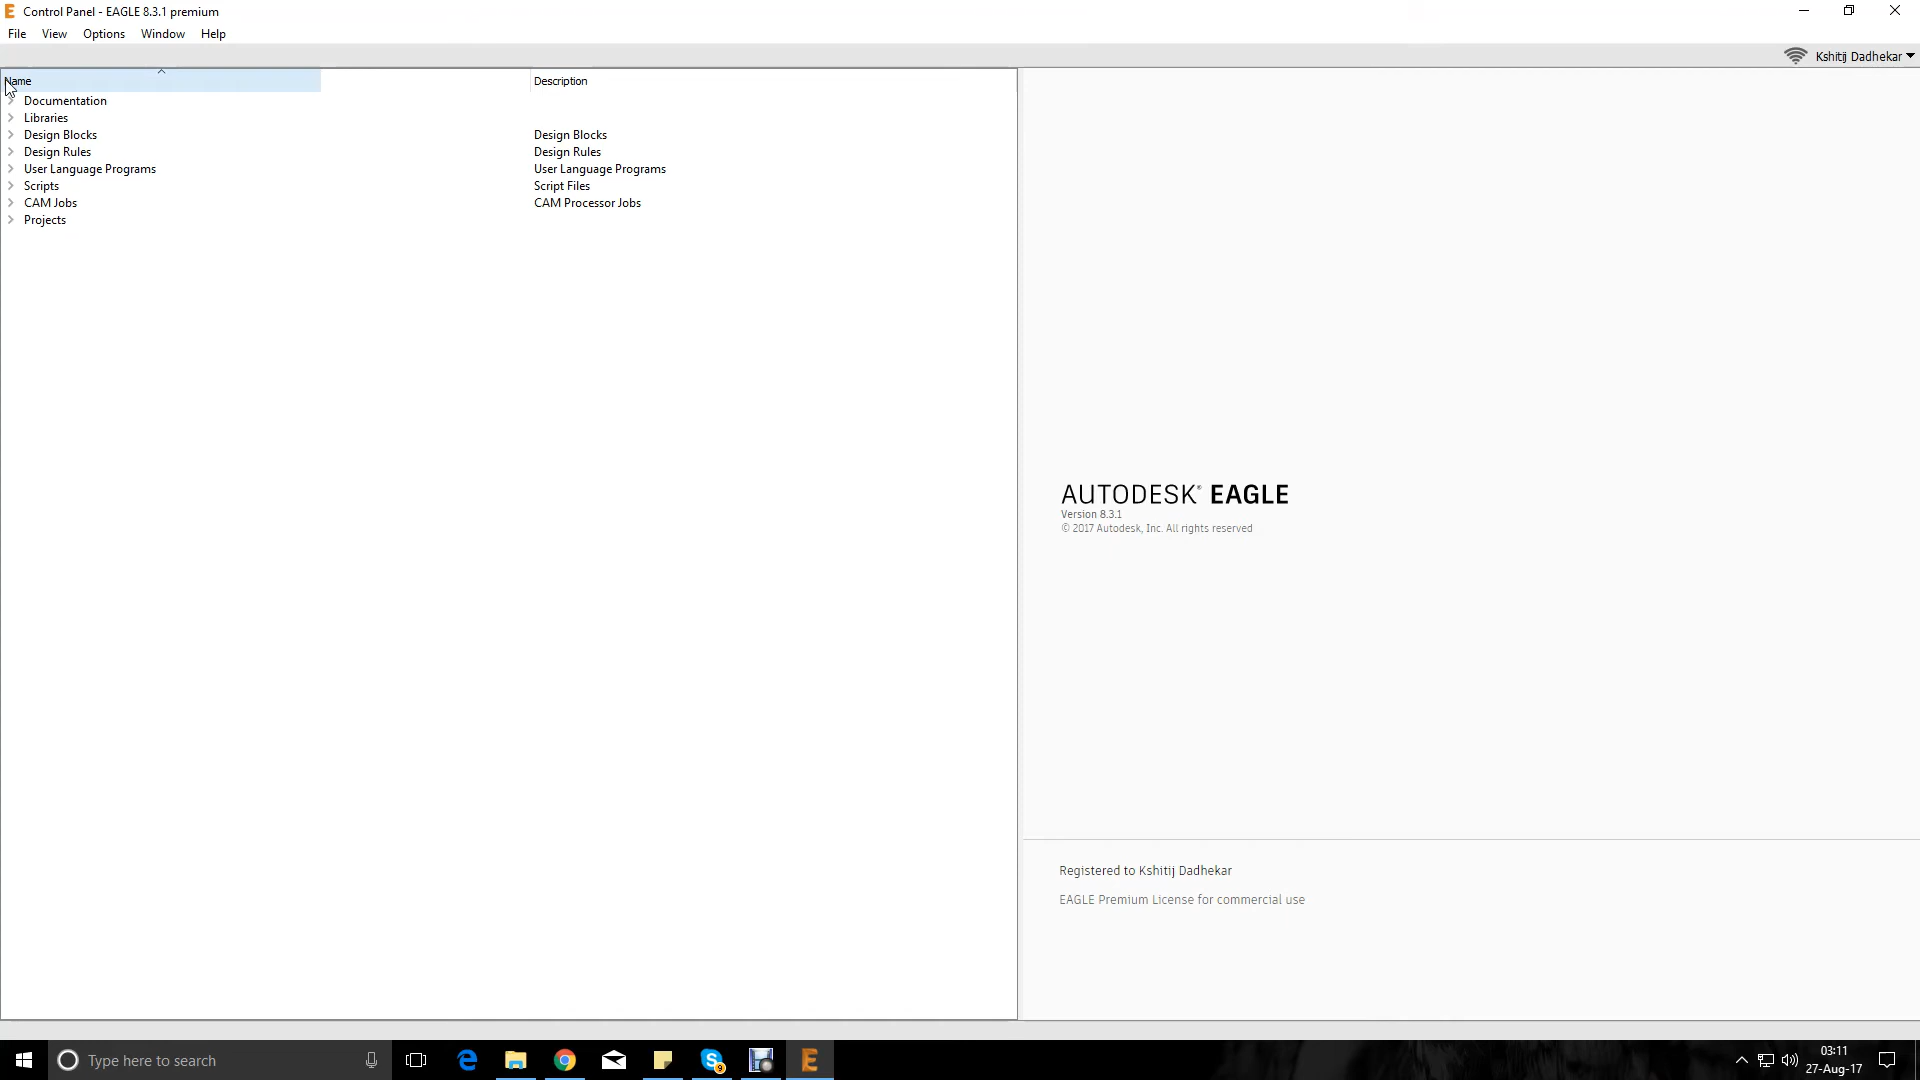 Control Panel - EAGLE 8.3.1 premium
File View Options Window Help
Kshitij Dadhekar
Name Description
Documentation
Libraries
Design Blocks Design Blocks
Design Rules Design Rules
User Language Programs User Language Programs
Scripts Script Files
CAM Jobs CAM Processor Jobs
Projects
AUTODESK® EAGLE
Version 8.3.1
© 2017 Autodesk, Inc. All rights reserved
Registered to Kshitij Dadhekar
EAGLE Premium License for commercial use
Type here to search
9
03:11
27-Aug-17